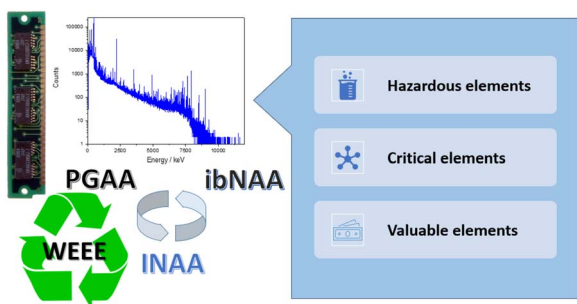 Counts
100000
10000
1000
100
10
1
0
2500
5000
7500
10000
Energy / keV
PGAA
ibNAA
WEEE
INAA
Hazardous elements
Critical elements
Valuable elements